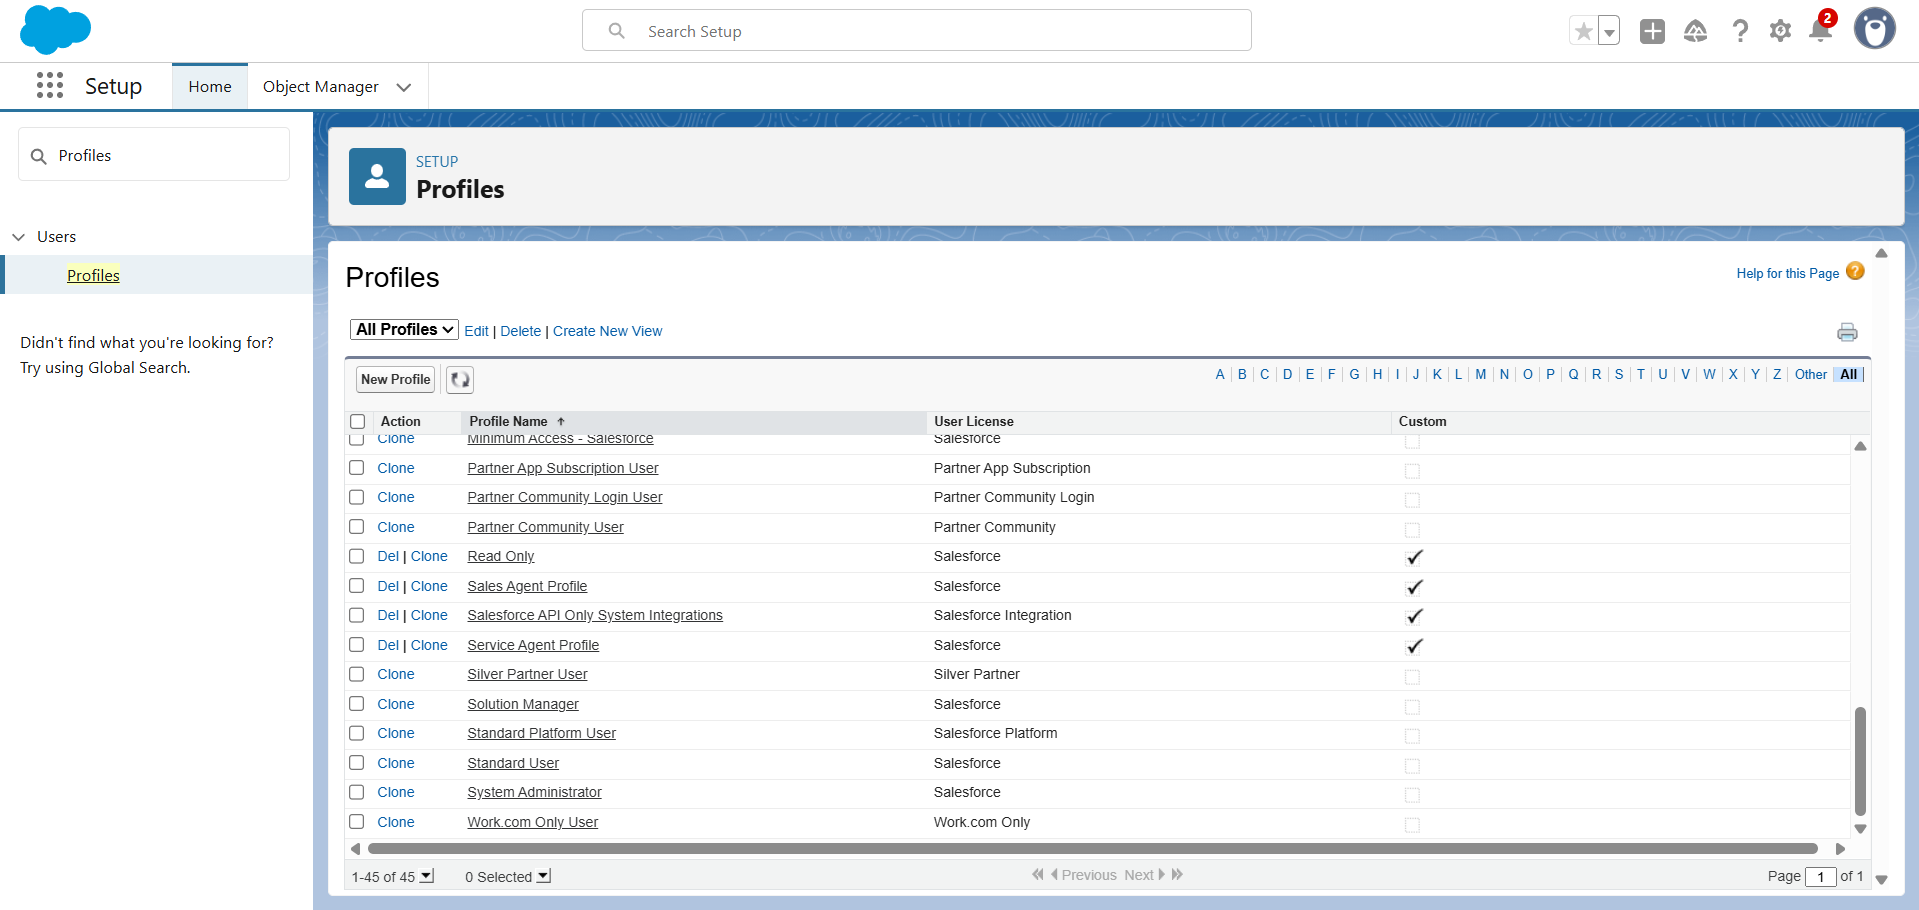 Search Setup
2
Setup
Home
Object Manager
Profiles
Users
Profiles
Didn't find what you're looking for?
Try using Global Search.
SETUP
Profiles
Profiles
Help for this Page ?
All Profiles Edit | Delete | Create New View
New Profile
A B C D E F G H I J K L M N O P Q R S T U V W X Y Z Other All
Action Profile Name User License Custom
Clone Minimum Access - Salesforce Salesforce
Clone Partner App Subscription User Partner App Subscription
Clone Partner Community Login User Partner Community Login
Clone Partner Community User Partner Community
Del | Clone Read Only Salesforce
Del | Clone Sales Agent Profile Salesforce
Del | Clone Salesforce API Only System Integrations Salesforce Integration
Del | Clone Service Agent Profile Salesforce
Clone Silver Partner User Silver Partner
Clone Solution Manager Salesforce
Clone Standard Platform User Salesforce Platform
Clone Standard User Salesforce
Clone System Administrator Salesforce
Clone Work.com Only User Work.com Only
1-45 of 45 0 Selected Previous Next Page 1 of 1